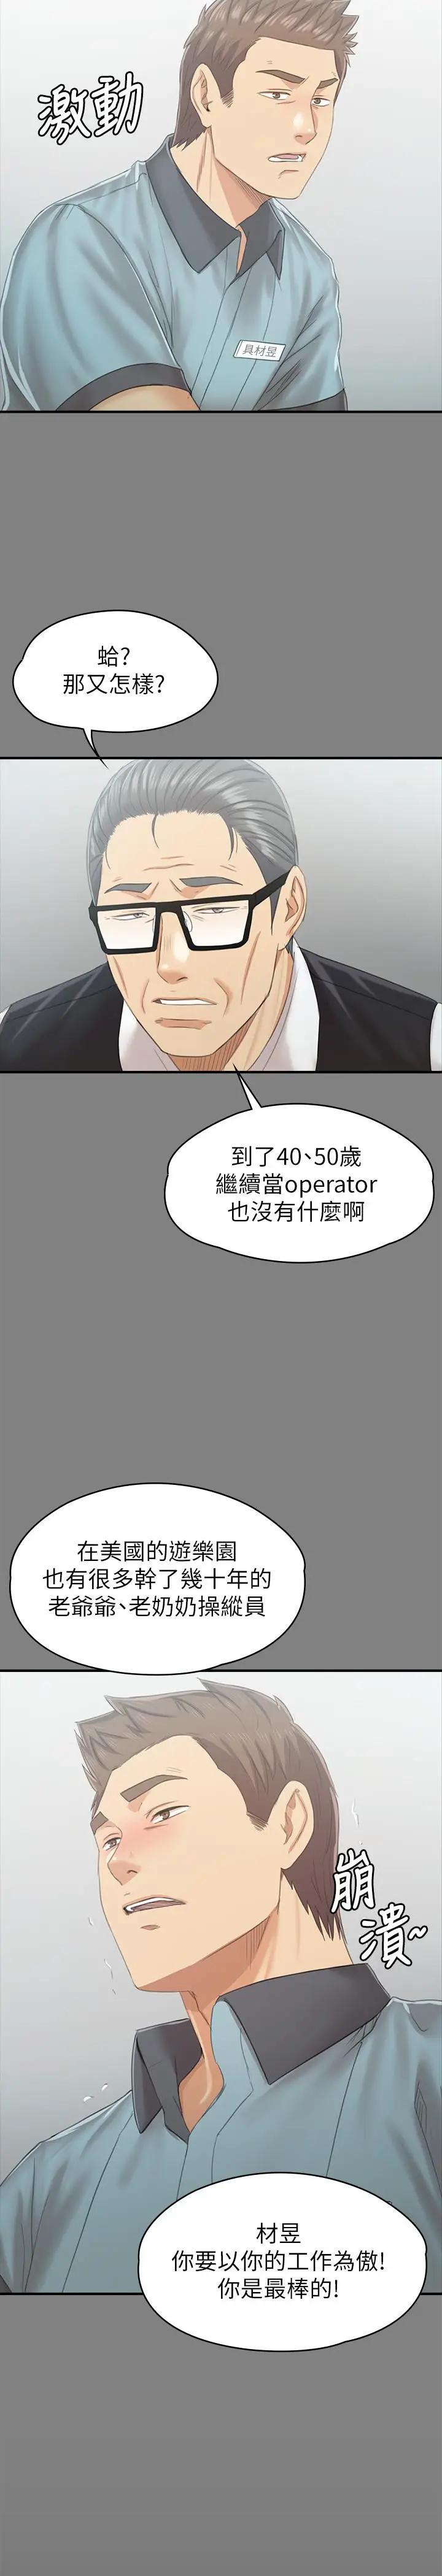 激動
具材昱
蛤?
那又怎樣?
到了40、50歲
繼續當operator
也沒有什麼啊
在美國的遊樂園
也有很多幹了幾十年的
老爺爺、老奶奶操縱員
崩
潰~
材昱
你要以你的工作為傲!
你是最棒的!